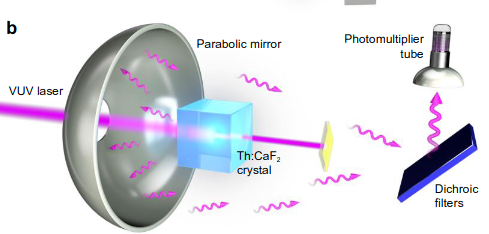 b
Parabolic mirror
Photomultiplier
tube
VUV laser
Th:CaF₂
crystal
Dichroic
filters